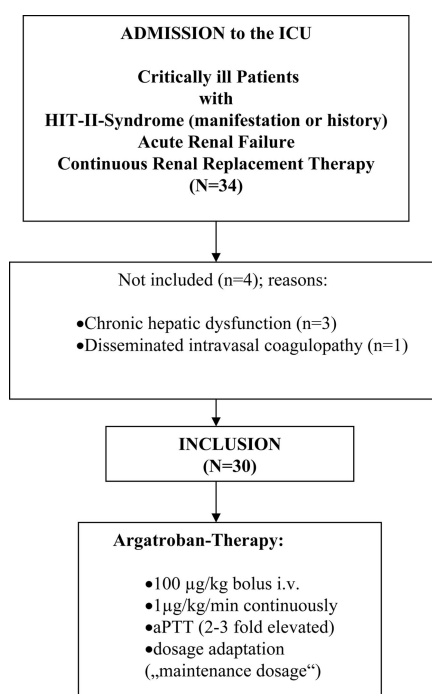 ADMISSION to the ICU
Critically ill Patients
with
HIT-II-Syndrome (manifestation or history)
Acute Renal Failure
Continuous Renal Replacement Therapy
(N=34)
Not included (n=4); reasons:
•Chronic hepatic dysfunction (n=3)
•Disseminated intravasal coagulopathy (n=1)
INCLUSION
(N=30)
Argatroban-Therapy:
•100 µg/kg bolus i.v.
•1µg/kg/min continuously
•aPTT (2-3 fold elevated)
•dosage adaptation
(„maintenance dosage“)